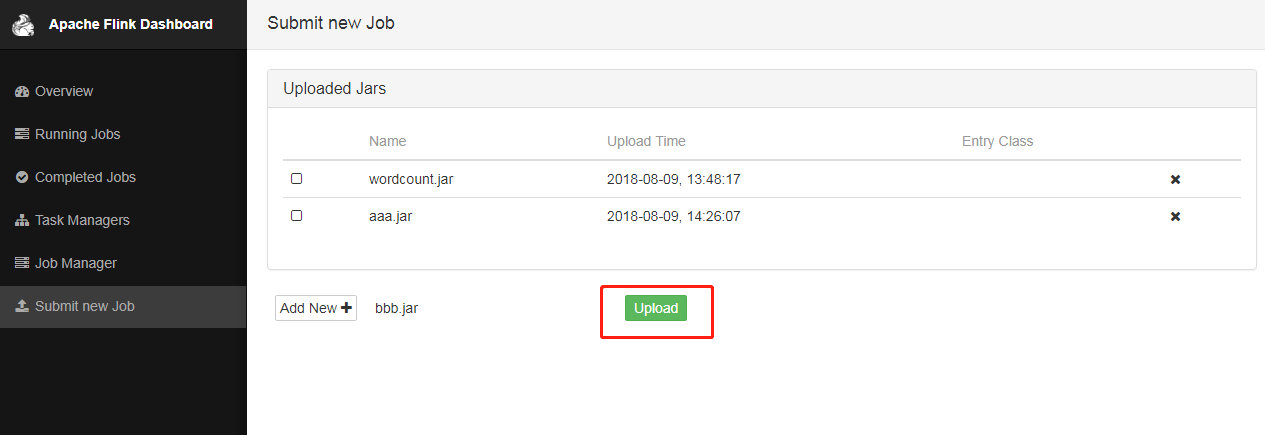 Apache Flink Dashboard
Submit new Job
Overview
Running Jobs
Completed Jobs
Task Managers
Job Manager
Submit new Job
Uploaded Jars
Name Upload Time Entry Class
wordcount.jar 2018-08-09, 13:48:17
aaa.jar 2018-08-09, 14:26:07
Add New bbb.jar Upload